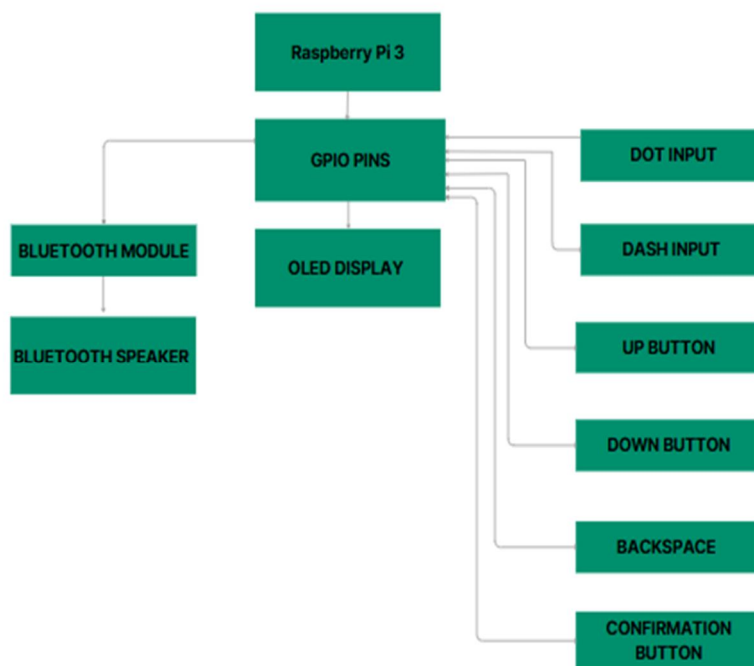 Raspberry Pi 3
GPIO PINS
DOT INPUT
BLUETOOTH MODULE
OLED DISPLAY
DASH INPUT
BLUETOOTH SPEAKER
UP BUTTON
DOWN BUTTON
BACKSPACE
CONFIRMATION
BUTTON